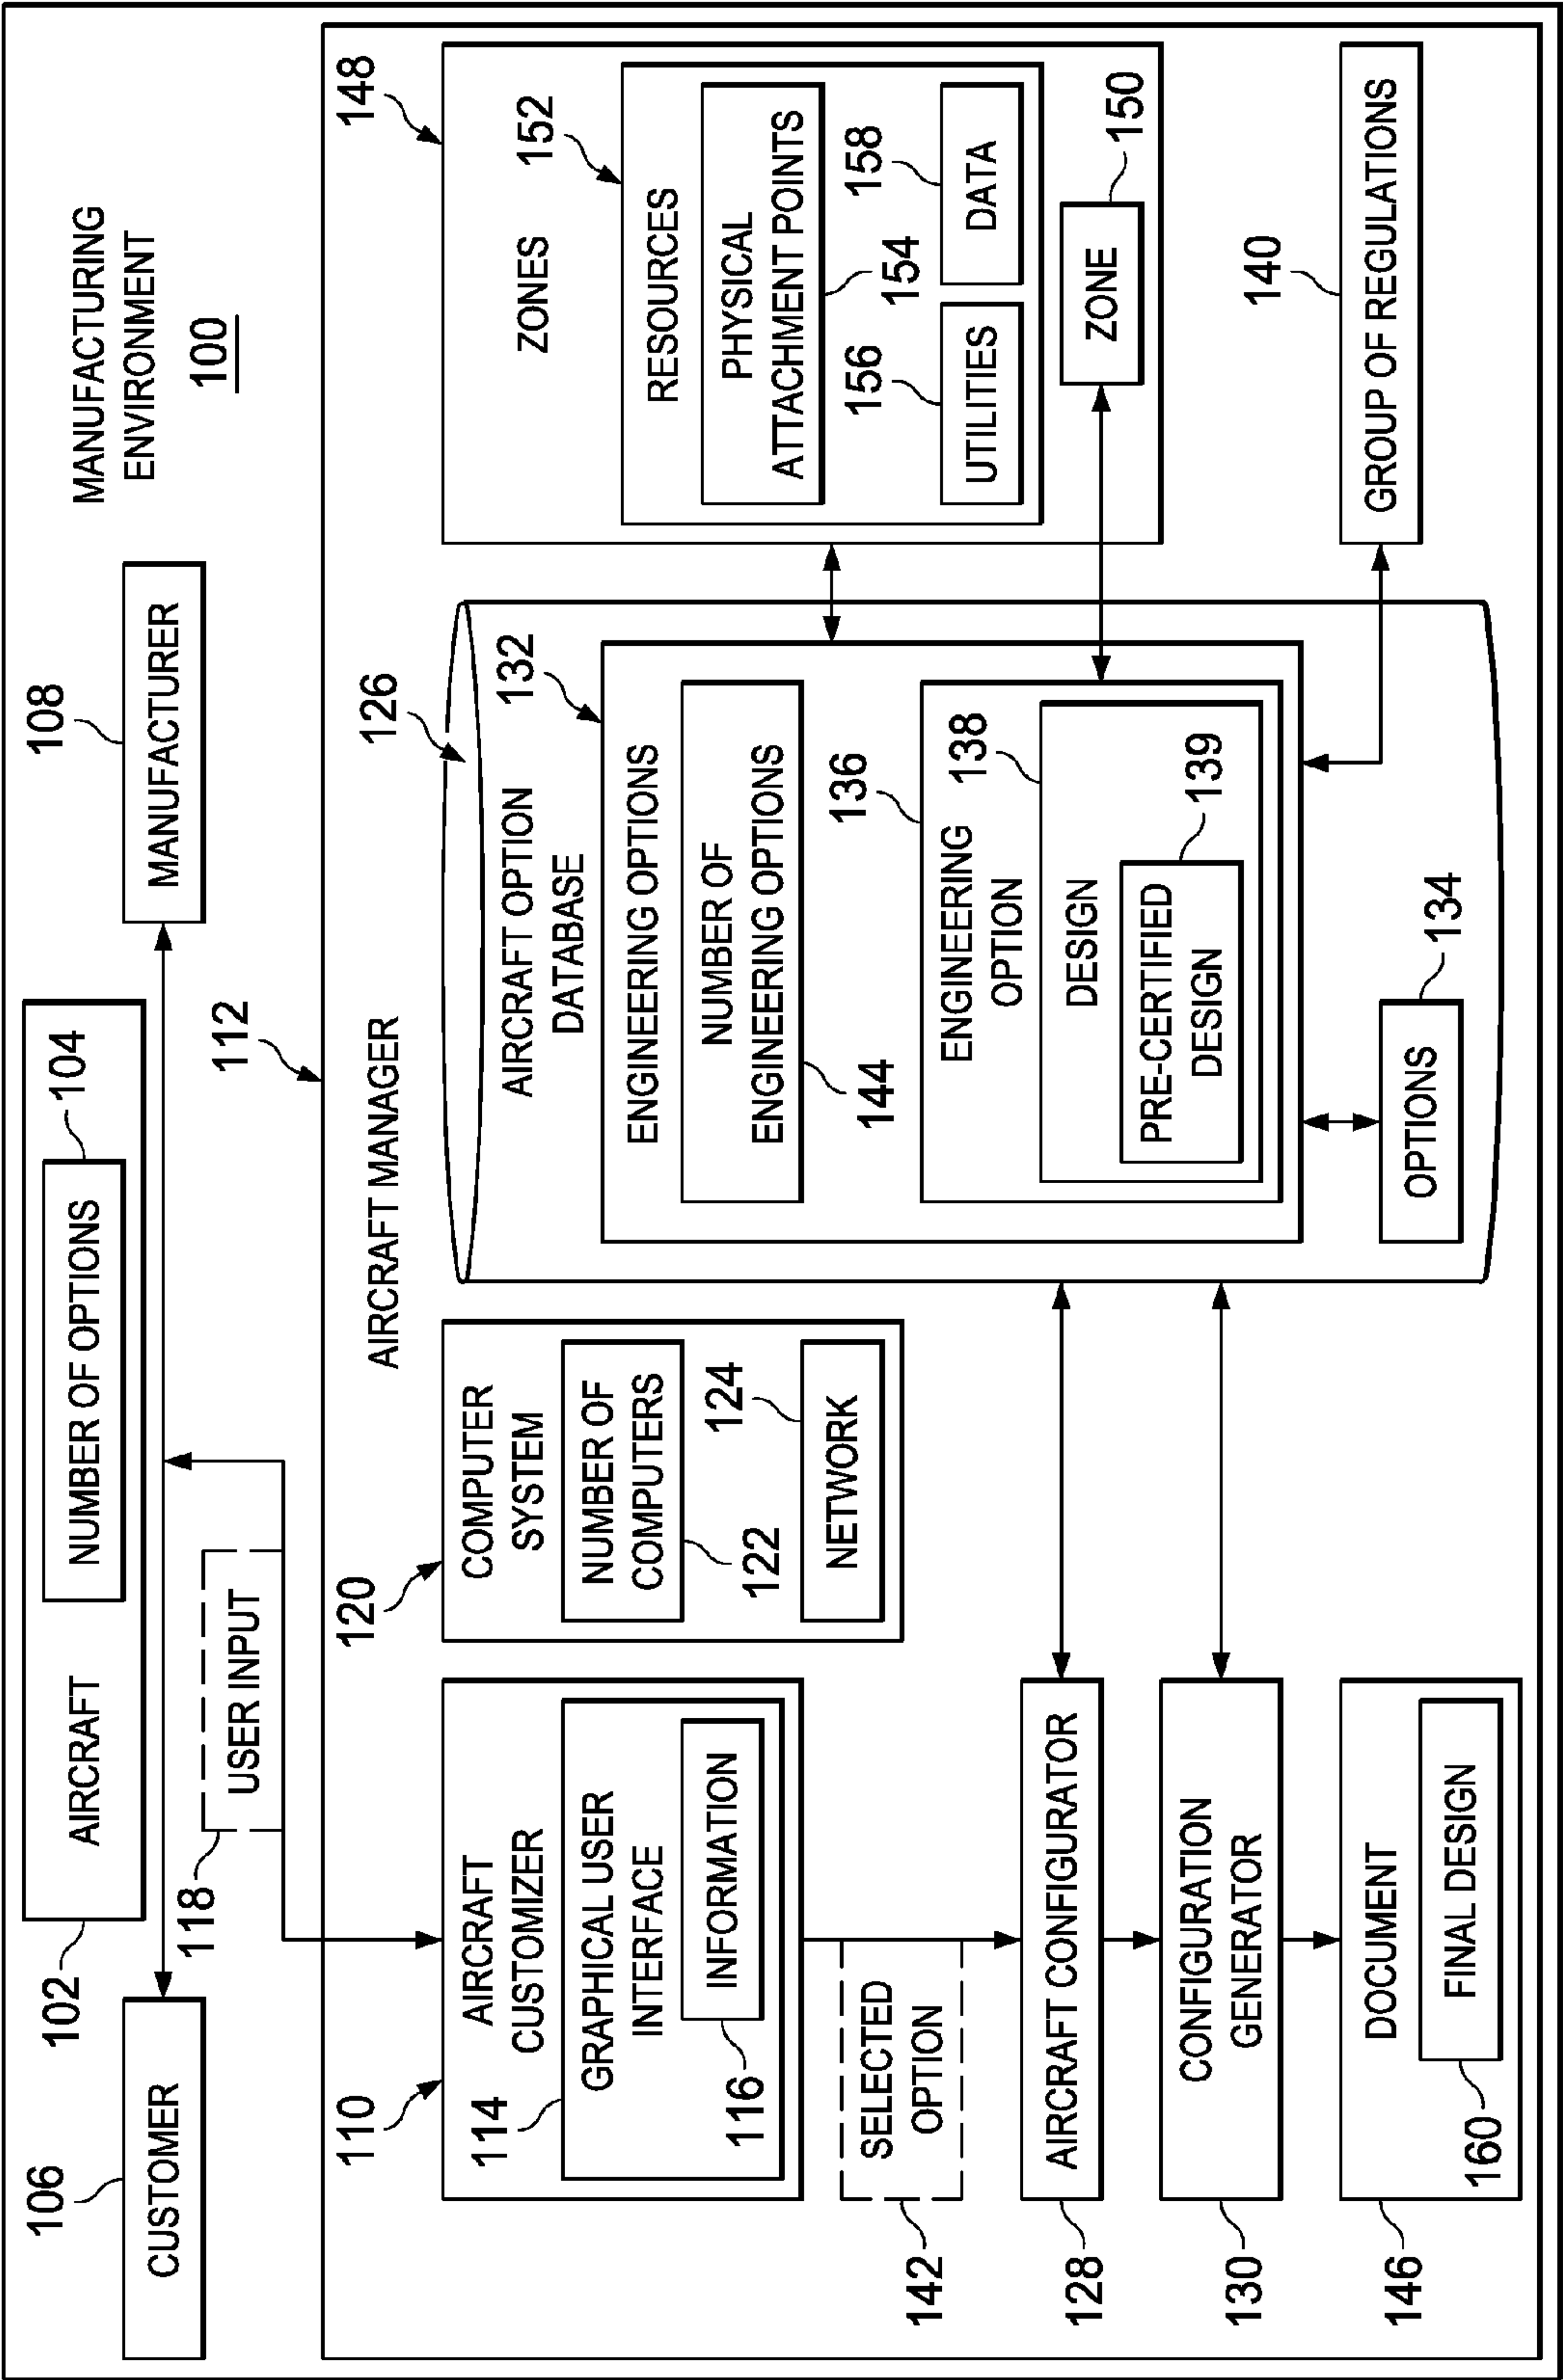 MANUFACTURING
ENVIRONMENT
100
106
CUSTOMER
102
AIRCRAFT
NUMBER OF OPTIONS
104
108
MANUFACTURER
118
USER INPUT
112
AIRCRAFT MANAGER
110
AIRCRAFT
CUSTOMIZER
114
GRAPHICAL USER
INTERFACE
INFORMATION
116
SELECTED
OPTION
142
AIRCRAFT CONFIGURATOR
128
CONFIGURATION
GENERATOR
130
DOCUMENT
146
FINAL DESIGN
160
120
COMPUTER
SYSTEM
NUMBER OF
COMPUTERS
122
124
NETWORK
126
AIRCRAFT OPTION
DATABASE
132
ENGINEERING OPTIONS
NUMBER OF
ENGINEERING OPTIONS
144
136
ENGINEERING
OPTION
138
DESIGN
139
PRE-CERTIFIED
DESIGN
OPTIONS
134
148
ZONES
152
RESOURCES
PHYSICAL
ATTACHMENT POINTS
154
156
UTILITIES
158
DATA
ZONE
150
140
GROUP OF REGULATIONS